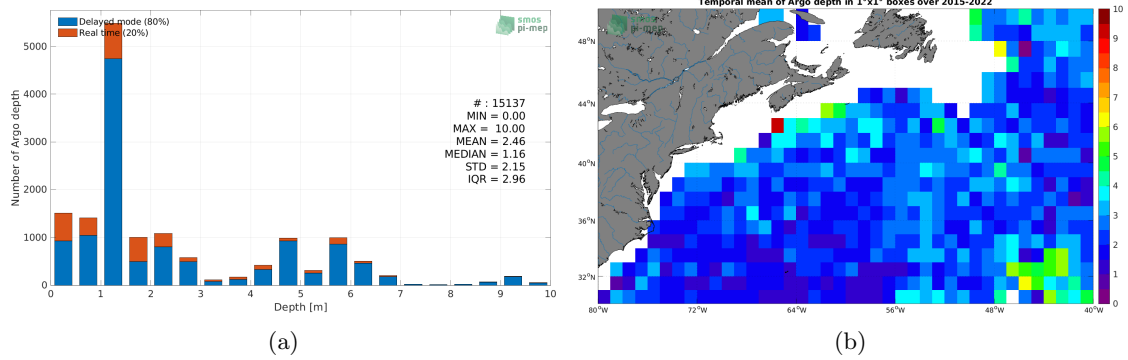 Delayed mode (80%)
Real time (20%)
smos
pi-mep
# : 15137
MIN = 0.00
MAX = 10.00
MEAN = 2.46
MEDIAN = 1.16
STD = 2.15
IQR = 2.96
Number of Argo depth
5000
4000
3000
2000
1000
0
0 1 2 3 4 5 6 7 8 9 10
Depth [m]
(a)
Temporal mean of Argo depth in 1°x1° boxes over 2015-2022
smos
pi-mep
48°N
44°N
40°N
36°N
32°N
80°W 72°W 64°W 56°W 48°W 40°W
10
9
8
7
6
5
4
3
2
1
0
(b)